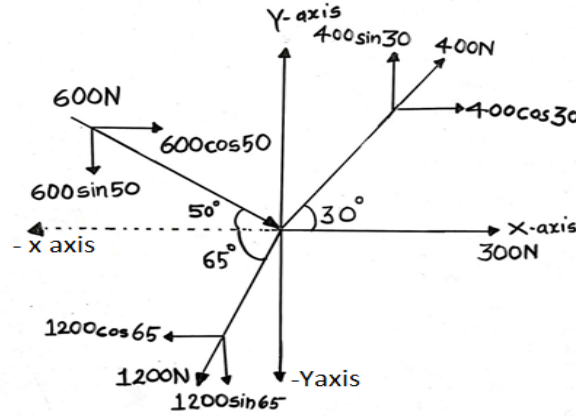 Y-axis
400sin30
400N
600N
400cos30
600cos50
600sin50
50°
30°
X-axis
- x axis
300N
65°
1200cos65
1200N
-Yaxis
1200sin65